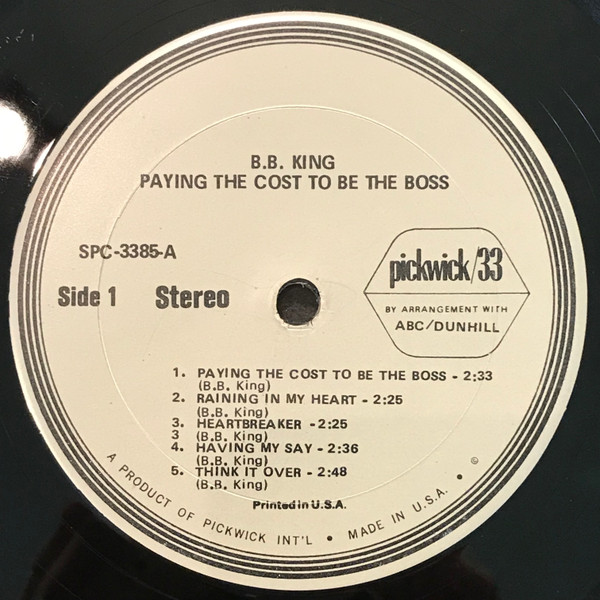 B.B. KING
PAYING THE COST TO BE THE BOSS
SPC-3385-A
Side 1 Stereo
pickwick/33
BY ARRANGEMENT WITH
ABC/DUNHILL
1. PAYING THE COST TO BE THE BOSS - 2:33
(B.B. King)
2. RAINING IN MY HEART - 2:25
(B.B. King)
3. HEARTBREAKER - 2:25
3 (B.B. King)
4. HAVING MY SAY - 2:36
(B.B. King)
5. THINK IT OVER - 2:48
(B.B. King)
Printed in U.S.A.
A PRODUCT OF PICKWICK INT'L • MADE IN U.S.A. • ©